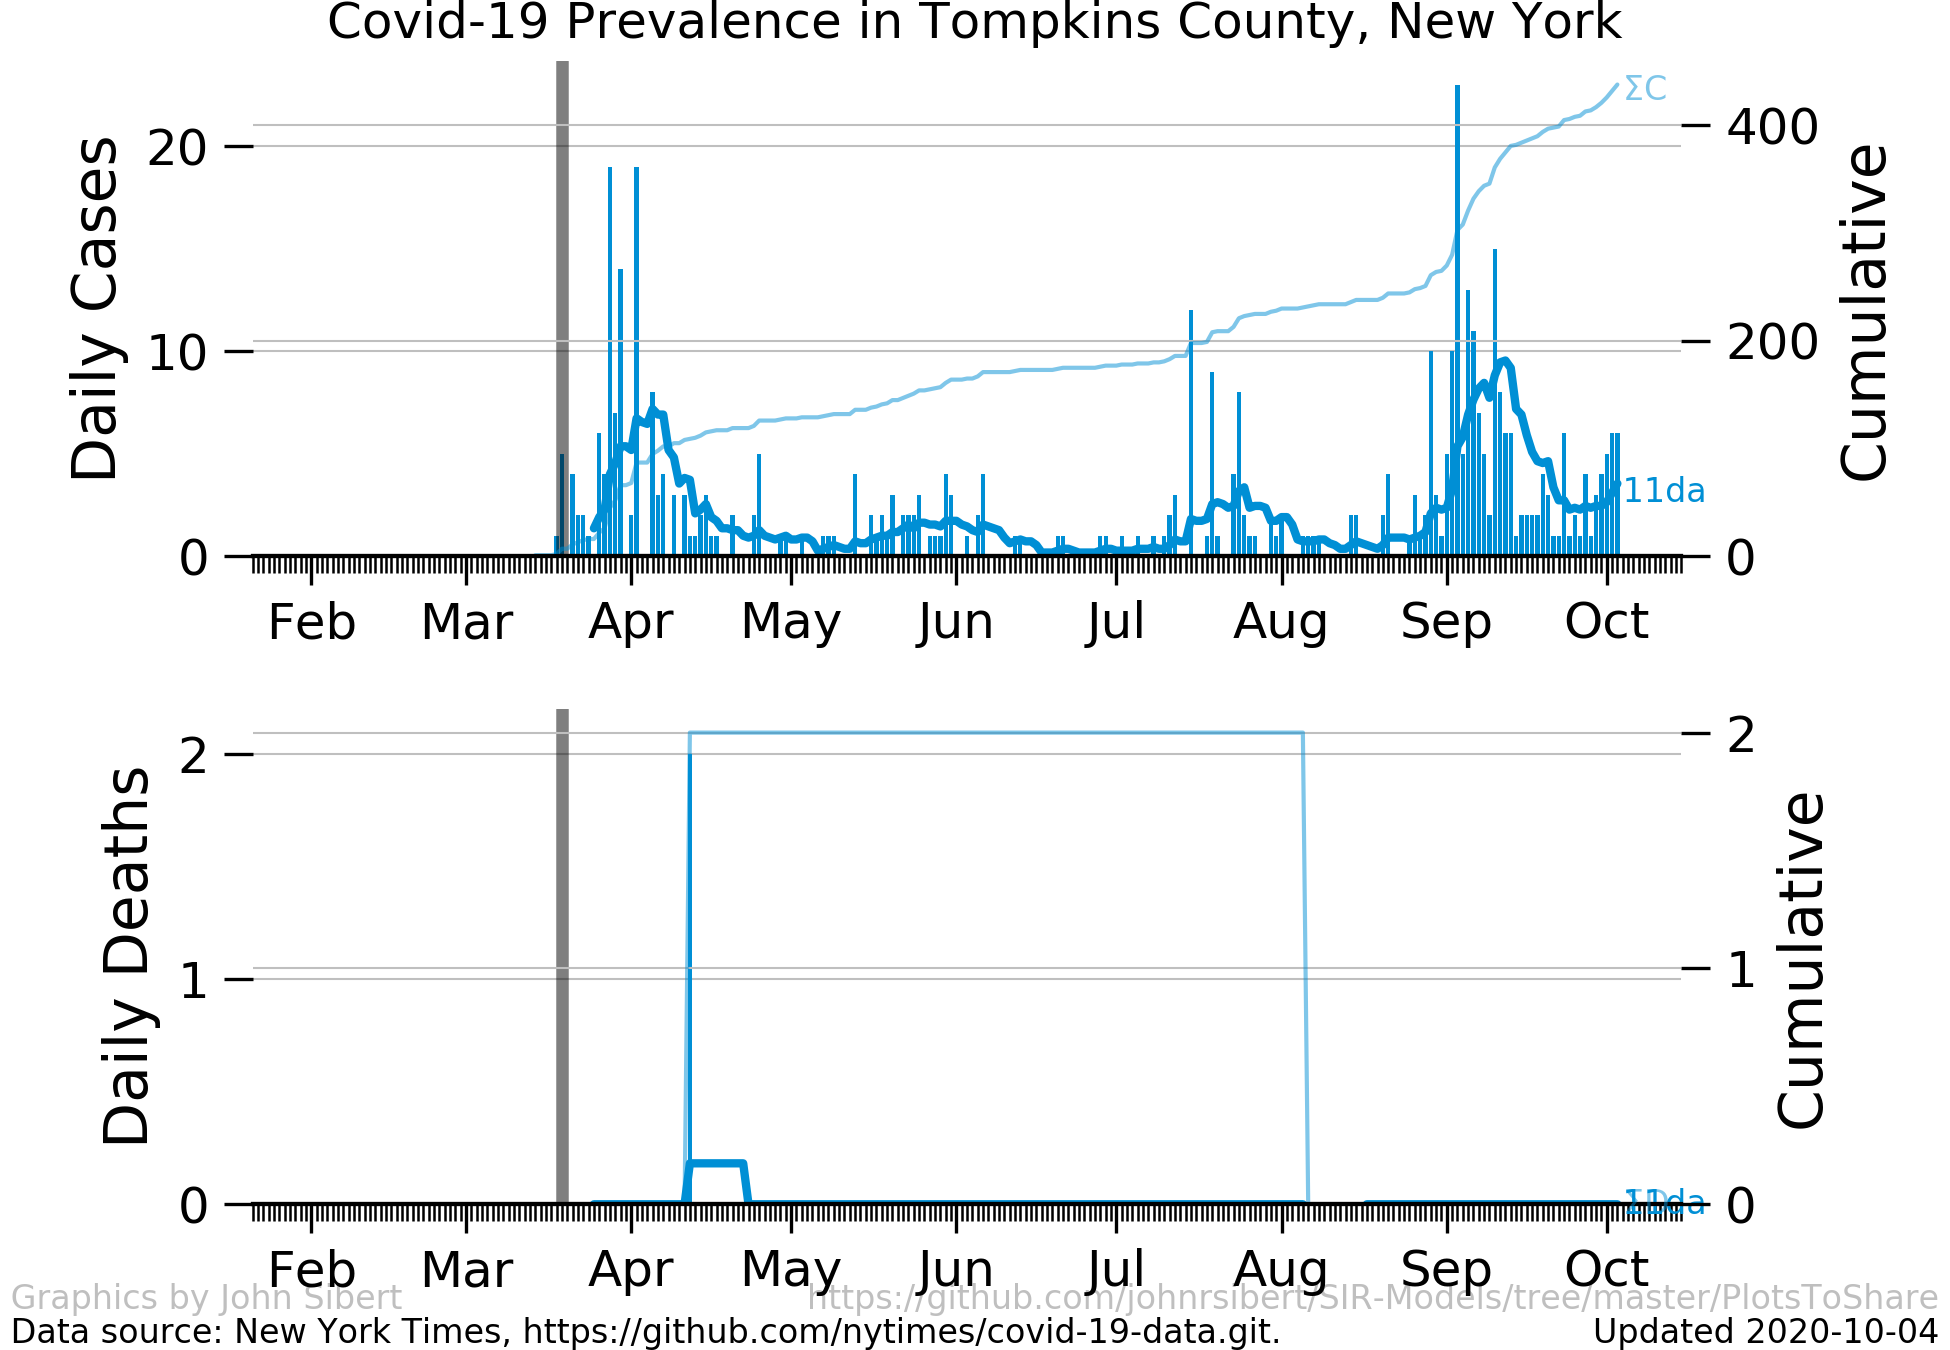 Covid-19 Prevalence in Tompkins County, New York
ΣC
20
400
Daily Cases
Cumulative
10
200
11da
0
0
Feb Mar Apr May Jun Jul Aug Sep Oct
2
2
Daily Deaths
Cumulative
1
1
0
ΣD
11da
0
Feb Mar Apr May Jun Jul Aug Sep Oct
Graphics by John Sibert
https://github.com/johnrsibert/SIR-Models/tree/master/PlotsToShare
Data source: New York Times, https://github.com/nytimes/covid-19-data.git.
Updated 2020-10-04